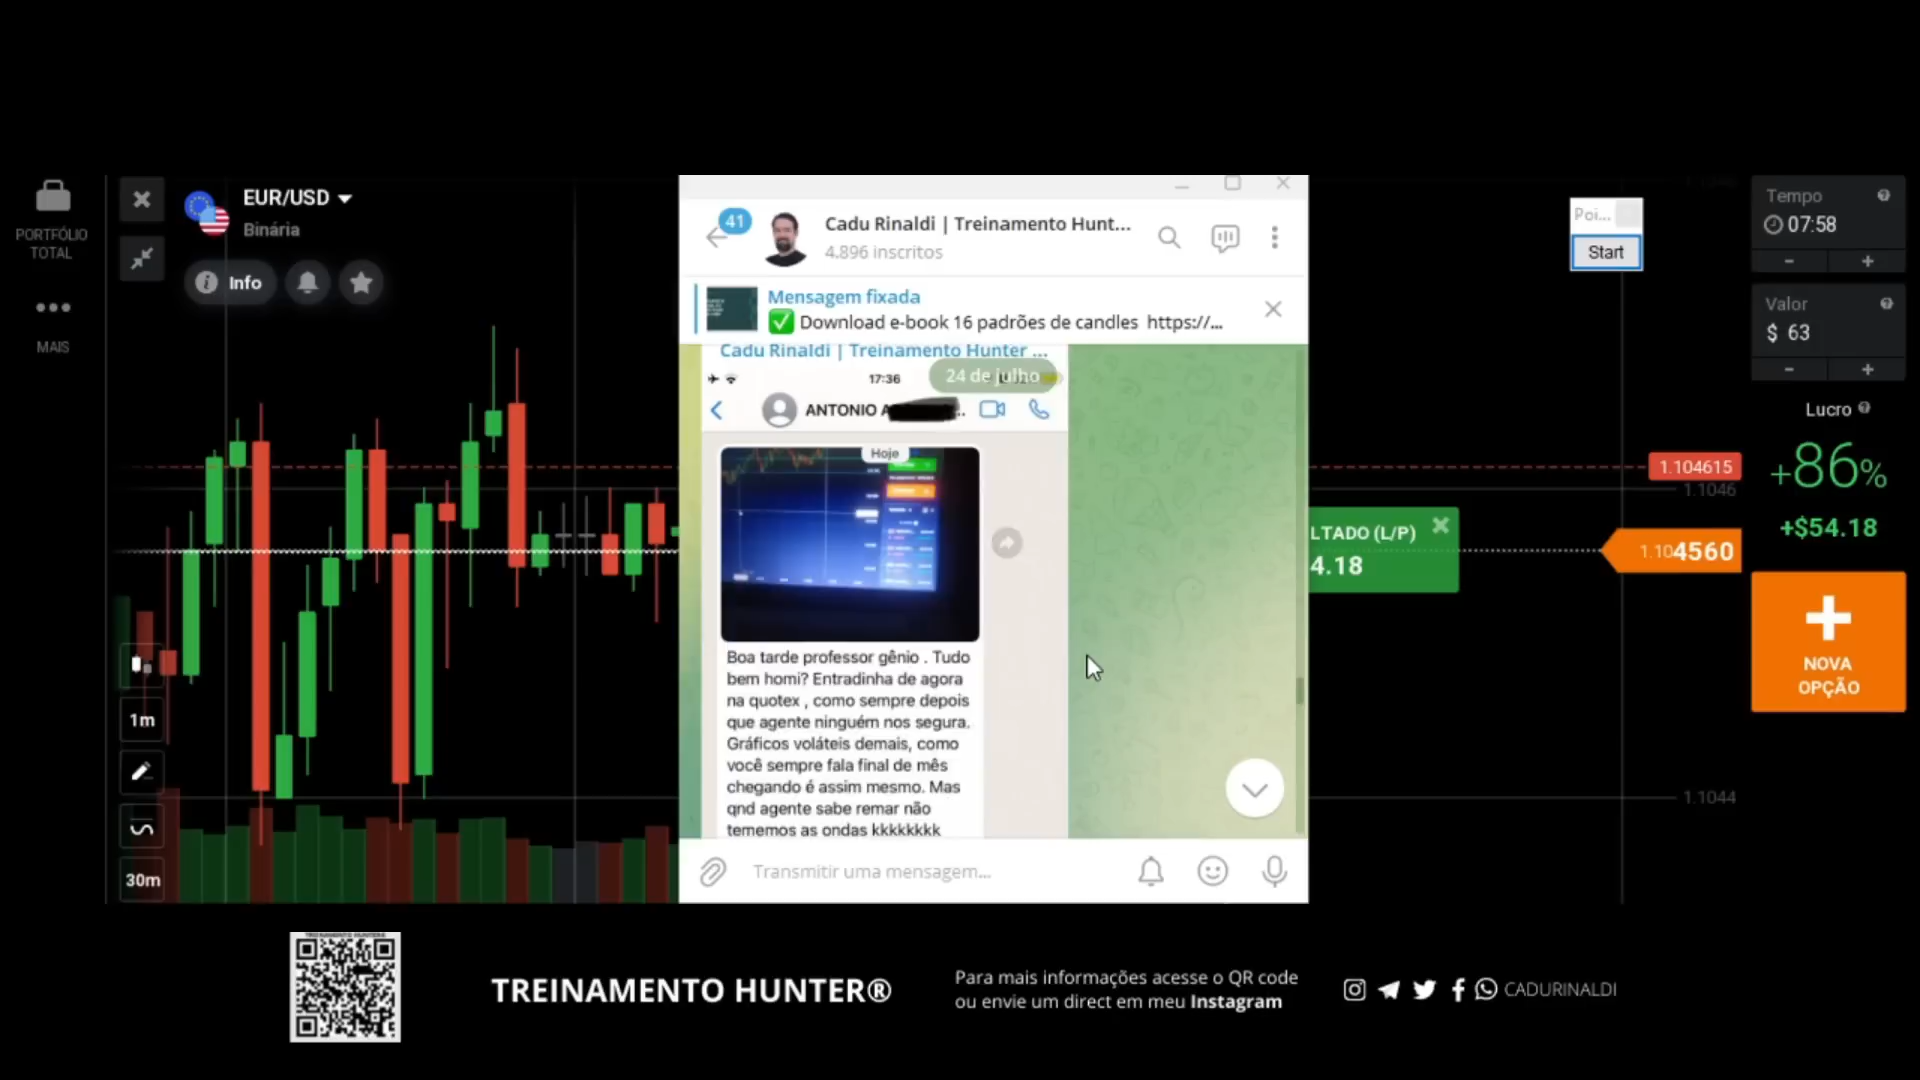 PORTFÓLIO
TOTAL
MAIS
EUR/USD
Binária
Info
1m
30m
41
Cadu Rinaldi | Treinamento Hunt...
4.896 inscritos
Mensagem fixada
✅ Download e-book 16 padrões de candles https://...
Cadu Rinaldi | Treinamento Hunter ...
24 de julho
17:36
ANTONIO A
Hoje
Boa tarde professor gênio . Tudo
bem homi? Entradinha de agora
na quotex , como sempre depois
que agente ninguém nos segura.
Gráficos voláteis demais, como
você sempre fala final de mês
chegando é assim mesmo. Mas
qnd agente sabe remar não
tememos as ondas kkkkkkkk
Transmitir uma mensagem...
Poi...
Start
LTADO (L/P)
4.18
1.104615
1.1046
1.104560
1.1044
Tempo
07:58
- +
Valor
$ 63
- +
Lucro
+86%
+$54.18
NOVA
OPÇÃO
TREINAMENTO HUNTER®
Para mais informações acesse o QR code
ou envie um direct em meu Instagram
CADURINALDI